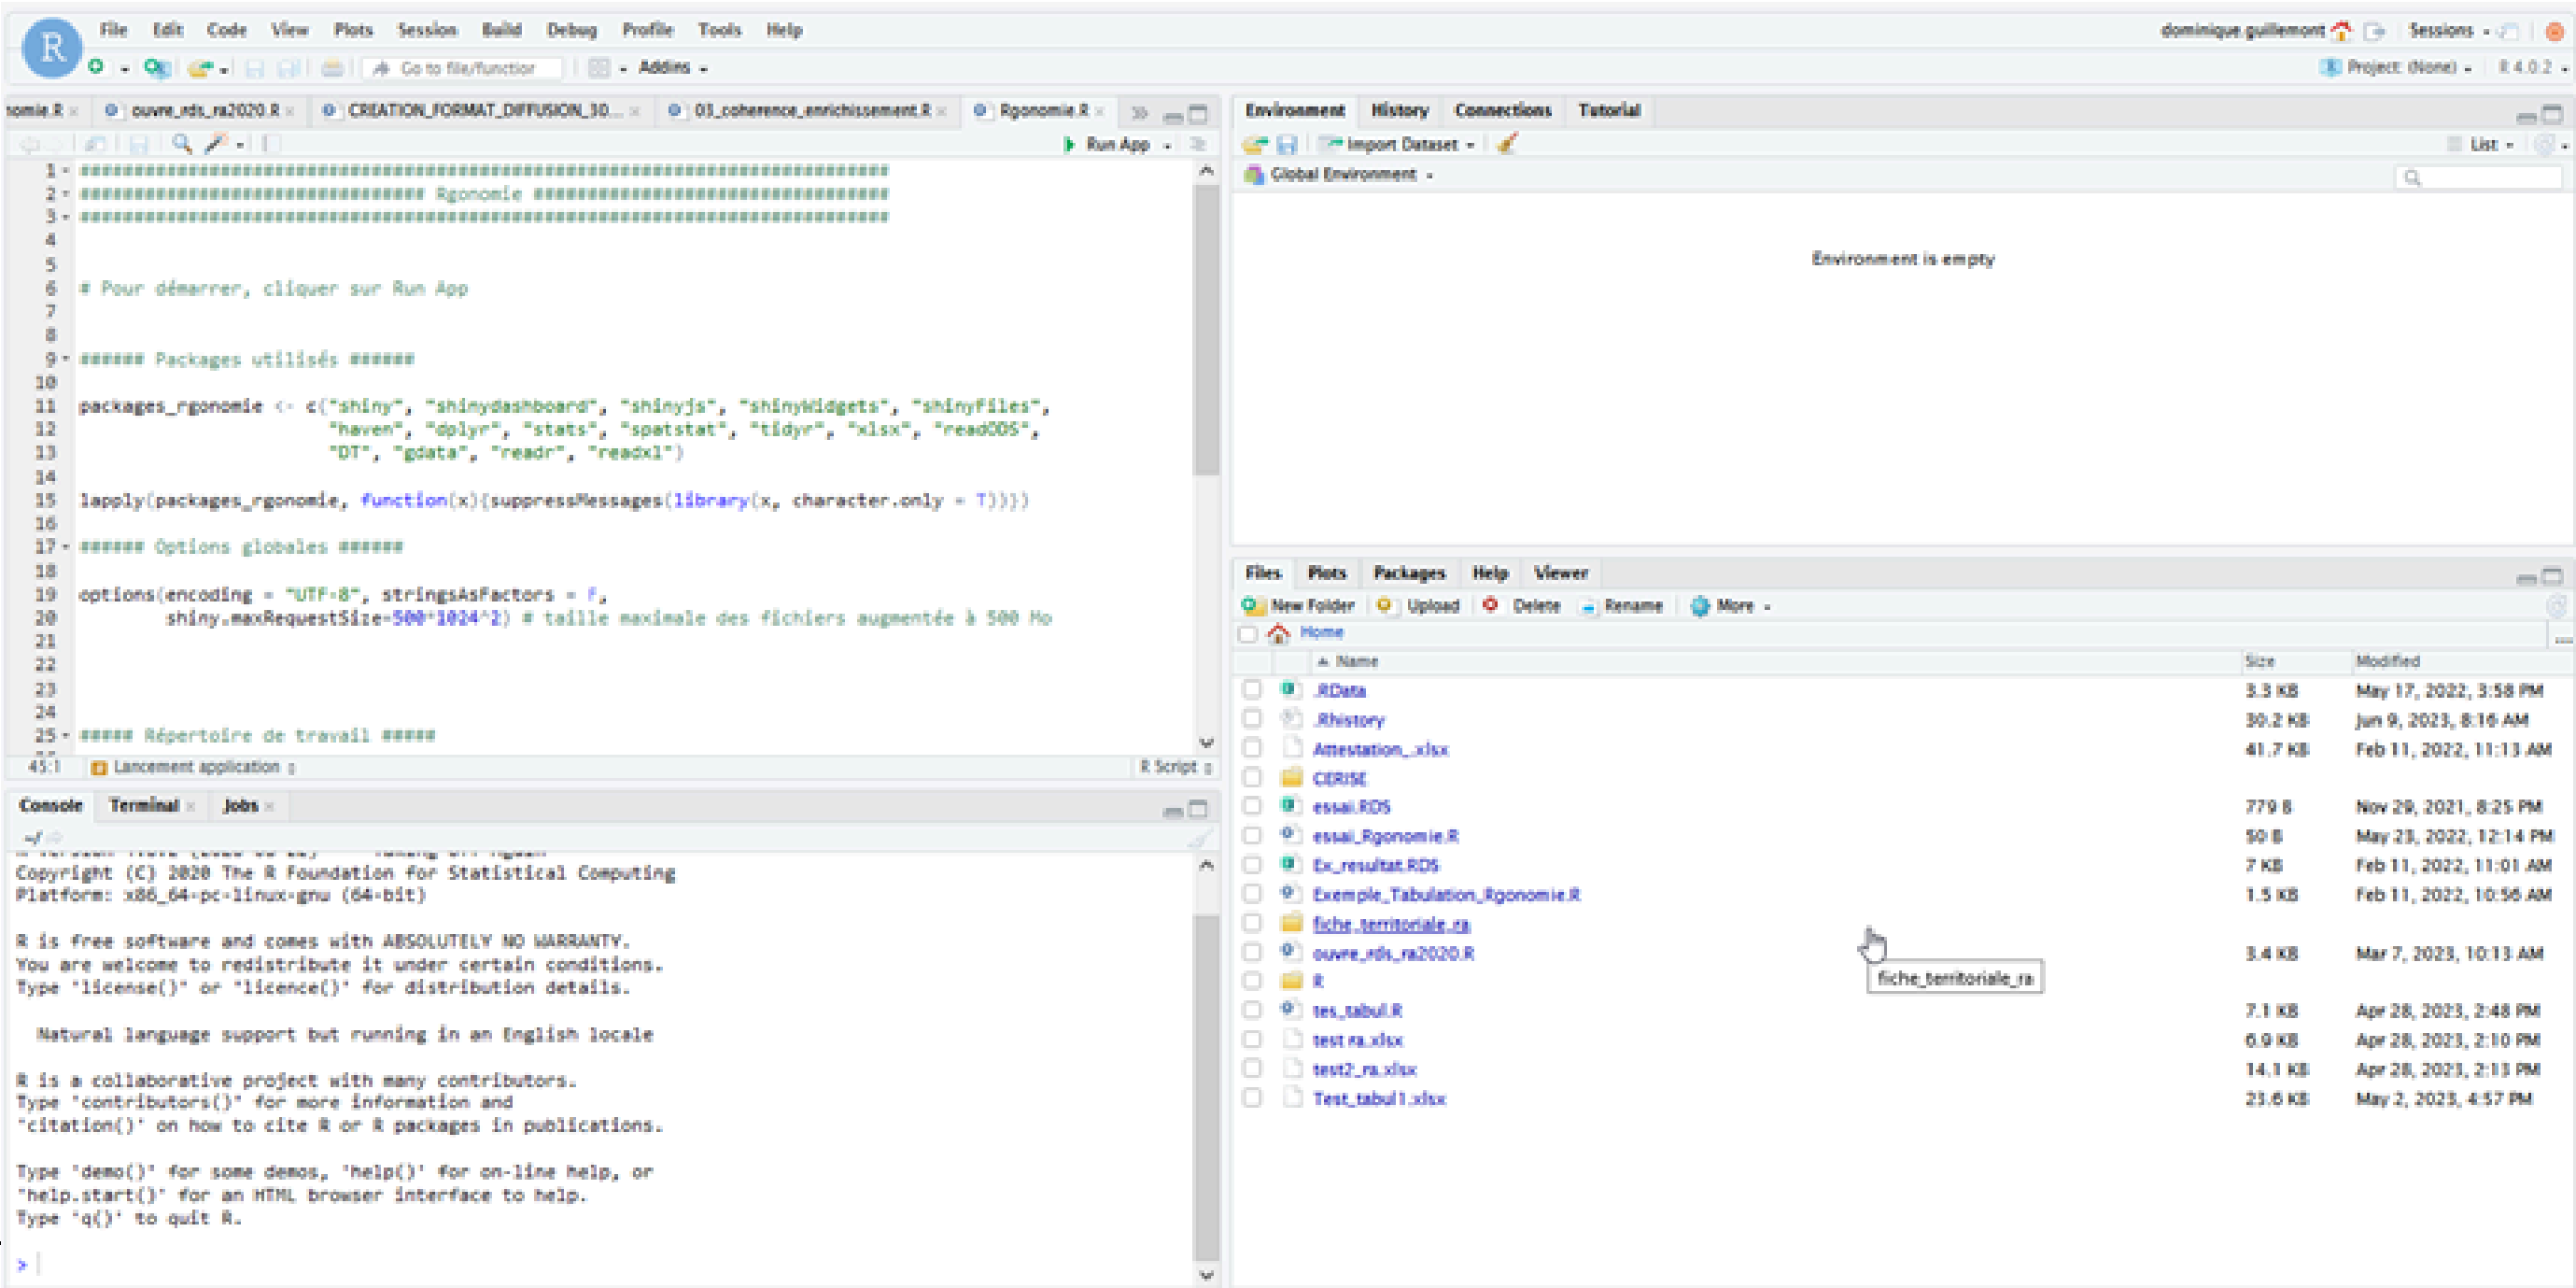 R
File Edit Code View Plots Session Build Debug Profile Tools Help
dominique.guillemont Sessions
Go to file/function Addins
Project: (None) R 4.0.2
nomie.R ouvre_rds_ra2020.R CREATION_FORMAT_DIFFUSION_30... 03_coherence_enrichissement.R Rgonomie.R
Run App
1 ###########################################################################
2 ################################ Rgonomie #################################
3 ###########################################################################
4
5
6 # Pour démarrer, cliquer sur Run App
7
8
9 ###### Packages utilisés ######
10
11 packages_rgonomie <- c("shiny", "shinydashboard", "shinyjs", "shinyWidgets", "shinyFiles",
12 "haven", "dplyr", "stats", "spatstat", "tidyr", "xlsx", "readODS",
13 "DT", "gdata", "readr", "readxl")
14
15 lapply(packages_rgonomie, function(x){suppressMessages(library(x, character.only = T))})
16
17 ###### Options globales ######
18
19 options(encoding = "UTF-8", stringsAsFactors = F,
20 shiny.maxRequestSize=500*1024^2) # taille maximale des fichiers augmentée à 500 Mo
21
22
23
24
25 ##### Répertoire de travail #####
45:1 Lancement application R Script
Console Terminal Jobs
~/
Copyright (C) 2020 The R Foundation for Statistical Computing
Platform: x86_64-pc-linux-gnu (64-bit)
R is free software and comes with ABSOLUTELY NO WARRANTY.
You are welcome to redistribute it under certain conditions.
Type 'license()' or 'licence()' for distribution details.
Natural language support but running in an English locale
R is a collaborative project with many contributors.
Type 'contributors()' for more information and
'citation()' on how to cite R or R packages in publications.
Type 'demo()' for some demos, 'help()' for on-line help, or
'help.start()' for an HTML browser interface to help.
Type 'q()' to quit R.
>
Environment History Connections Tutorial
Import Dataset List
Global Environment
Environment is empty
Files Plots Packages Help Viewer
New Folder Upload Delete Rename More
Home
Name Size Modified
.RData 3.3 KB May 17, 2022, 3:58 PM
.Rhistory 30.2 KB Jun 9, 2023, 8:16 AM
Attestation_.xlsx 41.7 KB Feb 11, 2022, 11:13 AM
CERISE
essai.RDS 779 B Nov 29, 2021, 8:25 PM
essai_Rgonomie.R 50 B May 23, 2022, 12:14 PM
Ex_resultat.RDS 7 KB Feb 11, 2022, 11:01 AM
Exemple_Tabulation_Rgonomie.R 1.5 KB Feb 11, 2022, 10:56 AM
fiche_territoriale_ra
ouvre_rds_ra2020.R 3.4 KB Mar 7, 2023, 10:13 AM
fiche_territoriale_ra
R
tes_tabul.R 7.1 KB Apr 28, 2023, 2:48 PM
test ra.xlsx 6.9 KB Apr 28, 2023, 2:10 PM
test2_ra.xlsx 14.1 KB Apr 28, 2023, 2:13 PM
Test_tabul1.xlsx 23.6 KB May 2, 2023, 4:57 PM